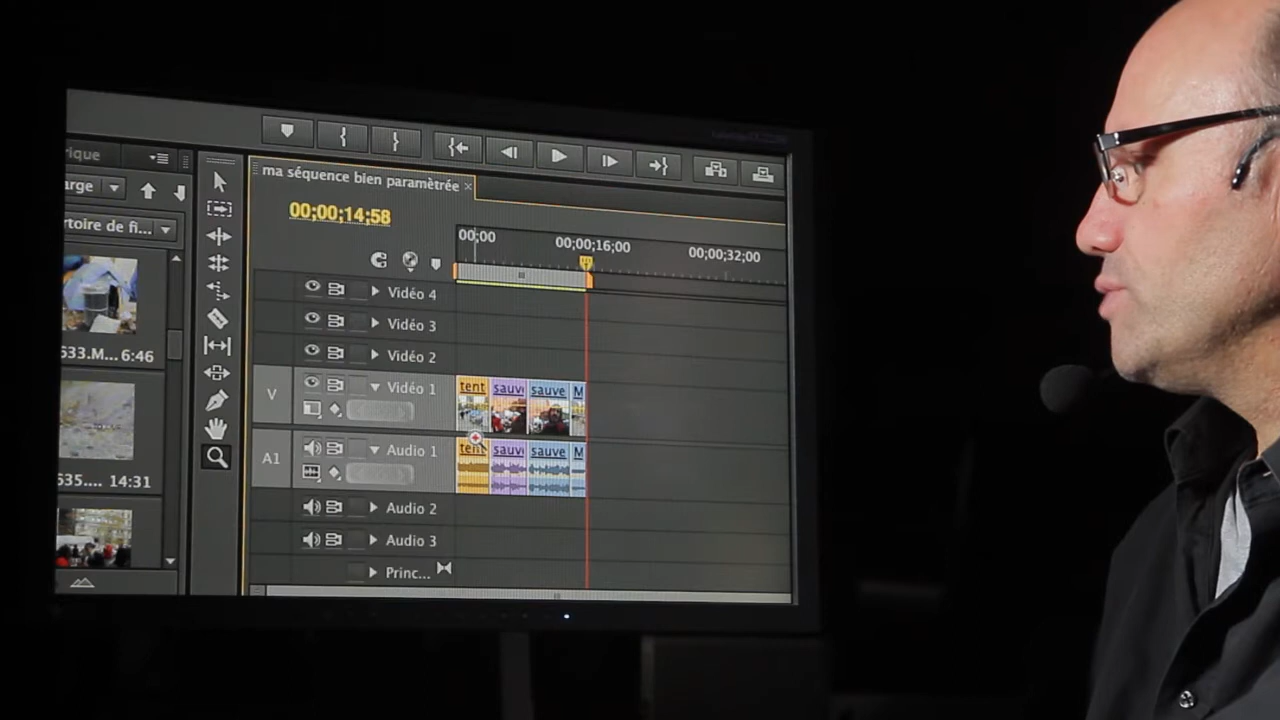 rique
ma séquence bien paramètrée ×
arge
00;00;14;58
rtoire de fi...
00;00
00;00;16;00
00;00;32;00
Vidéo 4
Vidéo 3
533.M... 6:46
Vidéo 2
V
Vidéo 1
tent
sauv
sauve
M
A1
Audio 1
tent
sauv
sauve
M
535.... 14:31
Audio 2
Audio 3
Princ...